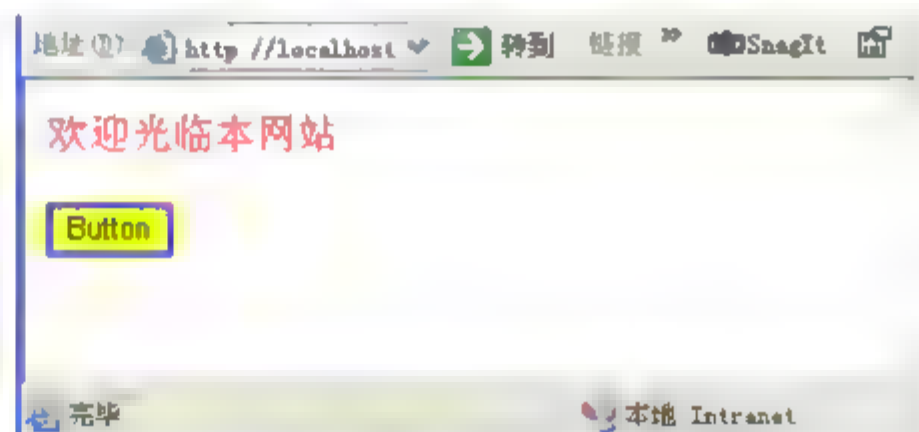 地址(D) http://localhost 转到 链接 » SnagIt
欢迎光临本网站
Button
完毕 本地 Intranet